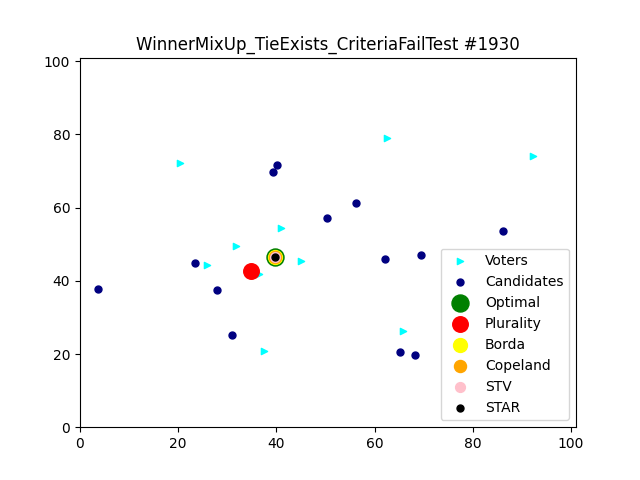 WinnerMixUp_TieExists_CriteriaFailTest #1930
100
80
60
40
20
0
0 20 40 60 80 100
Voters
Candidates
Optimal
Plurality
Borda
Copeland
STV
STAR